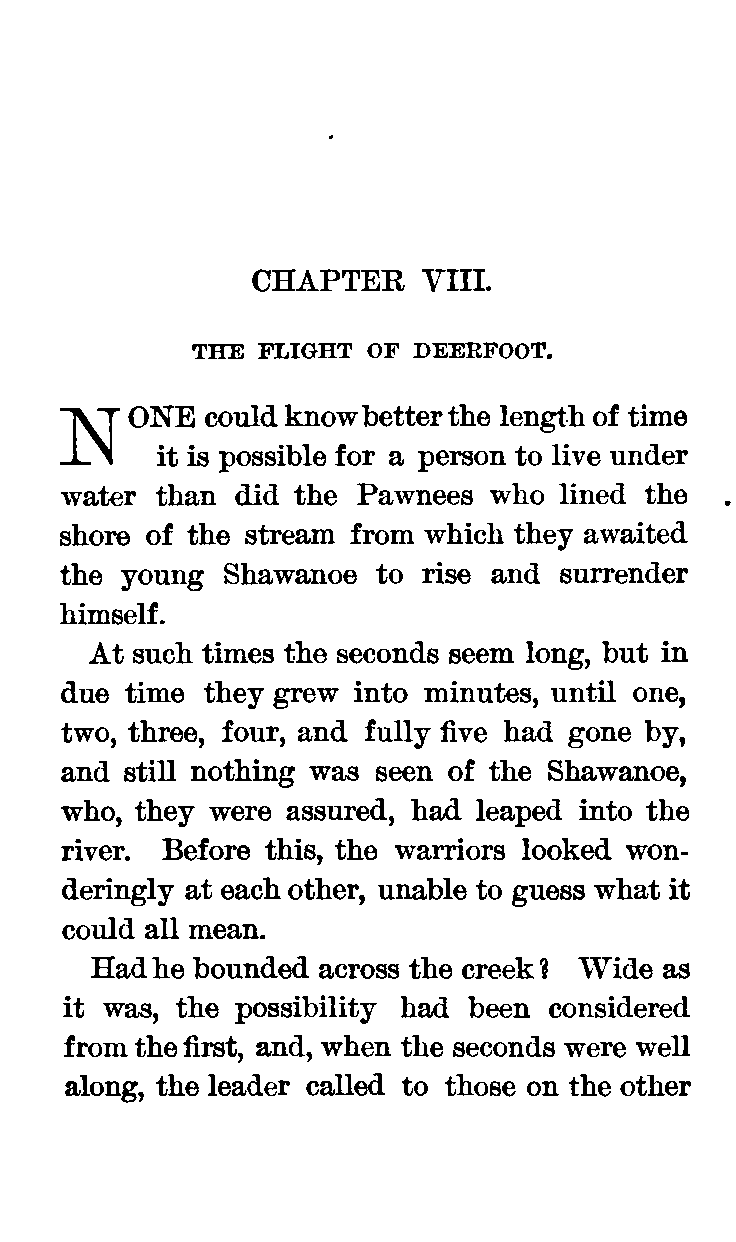 CHAPTER VIII.
THE FLIGHT OF DEERFOOT.
NONE could know better the length of time
it is possible for a person to live under
water than did the Pawnees who lined the
shore of the stream from which they awaited
the young Shawanoe to rise and surrender
himself.
At such times the seconds seem long, but in
due time they grew into minutes, until one,
two, three, four, and fully five had gone by,
and still nothing was seen of the Shawanoe,
who, they were assured, had leaped into the
river. Before this, the warriors looked won-
deringly at each other, unable to guess what it
could all mean.
Had he bounded across the creek? Wide as
it was, the possibility had been considered
from the first, and, when the seconds were well
along, the leader called to those on the other